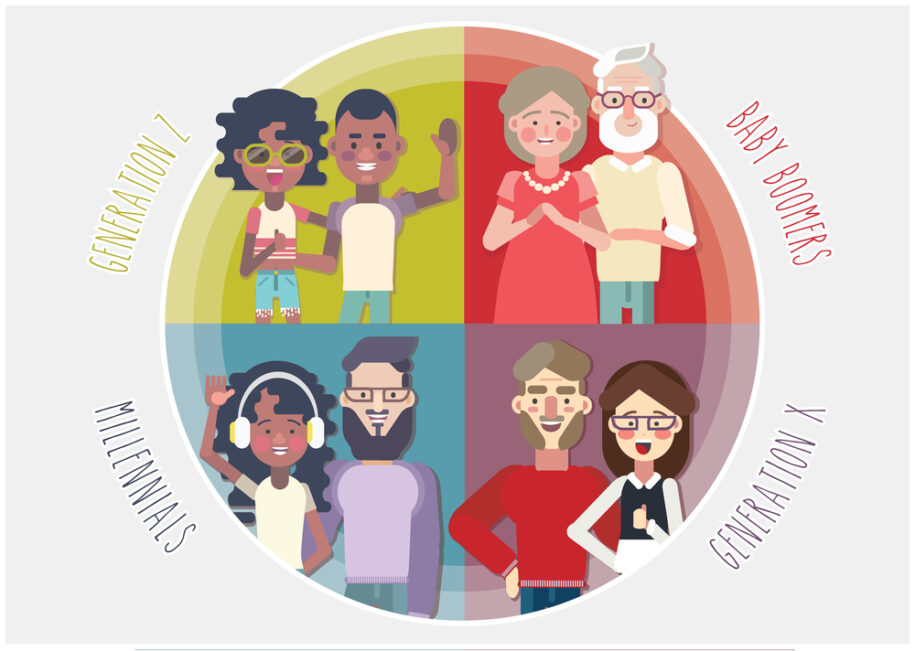 GENERATION Z
BABY BOOMERS
MILLENNIALS
GENERATION X